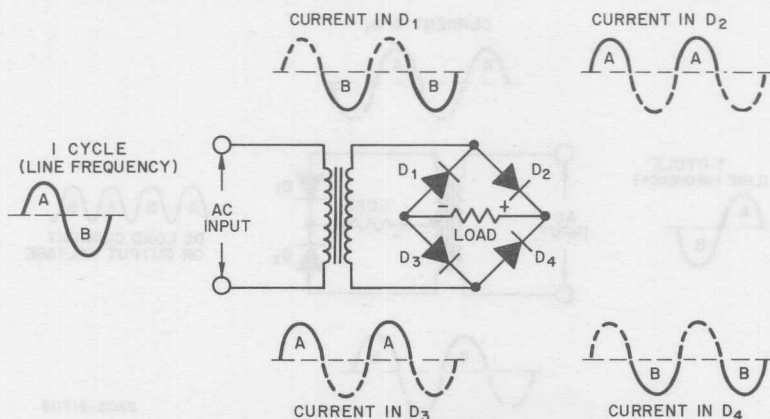 CURRENT IN D1
B
B
CURRENT IN D2
A
A
1 CYCLE
(LINE FREQUENCY)
A
B
AC
INPUT
D1
D2
- +
LOAD
D3
D4
A
A
CURRENT IN D3
B
B
CURRENT IN D4